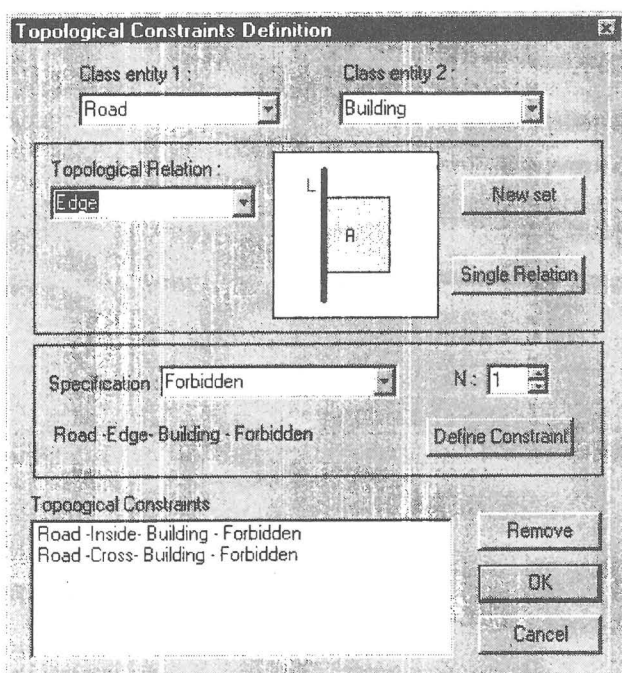 Topological Constraints Definition
Class entity 1 :
Class entity 2 :
Road
Building
Topological Relation :
Edge
L
A
New set
Single Relation
Specification : Forbidden
N : 1
Road -Edge- Building - Forbidden
Define Constraint
Topoogical Constraints
Road -Inside- Building - Forbidden
Road -Cross- Building - Forbidden
Remove
OK
Cancel